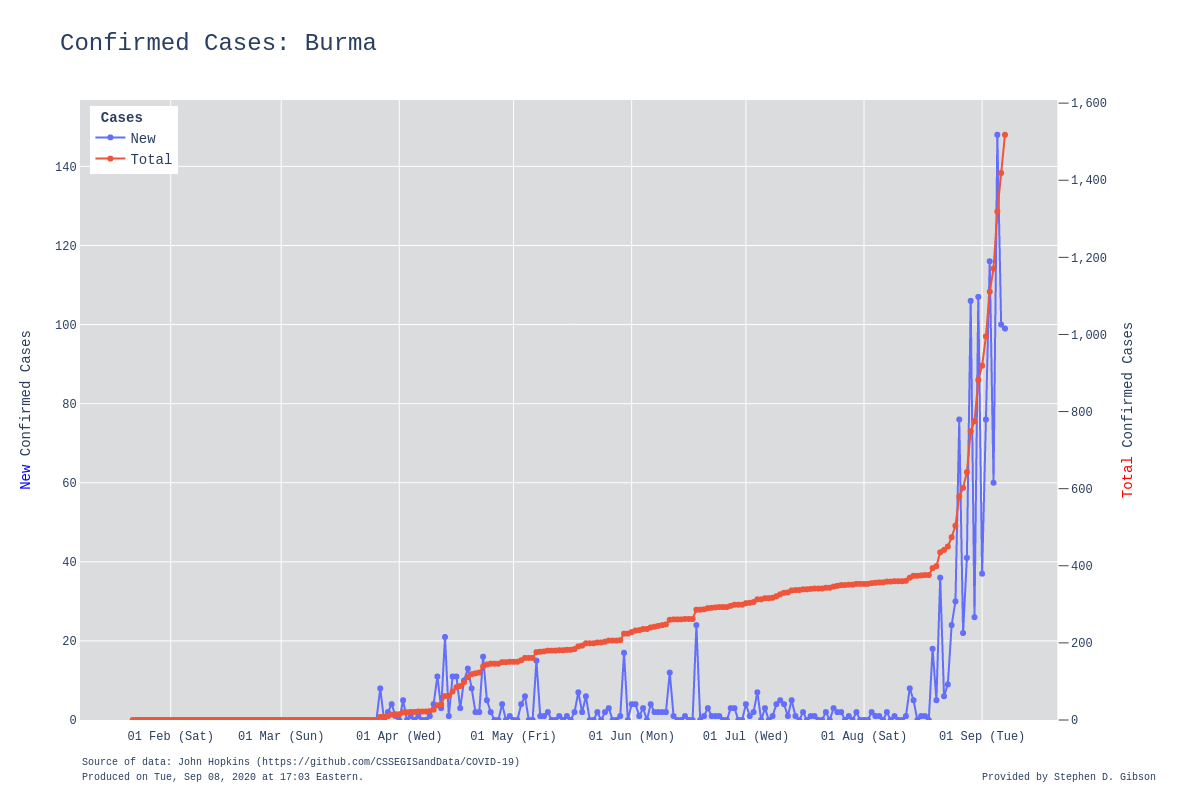 Confirmed Cases: Burma
Cases
New
Total
140
120
100
80
60
40
20
0
1,600
1,400
1,200
1,000
800
600
400
200
0
New Confirmed Cases
Total Confirmed Cases
01 Feb (Sat) 01 Mar (Sun) 01 Apr (Wed) 01 May (Fri) 01 Jun (Mon) 01 Jul (Wed) 01 Aug (Sat) 01 Sep (Tue)
Source of data: John Hopkins (https://github.com/CSSEGISandData/COVID-19)
Produced on Tue, Sep 08, 2020 at 17:03 Eastern.
Provided by Stephen D. Gibson